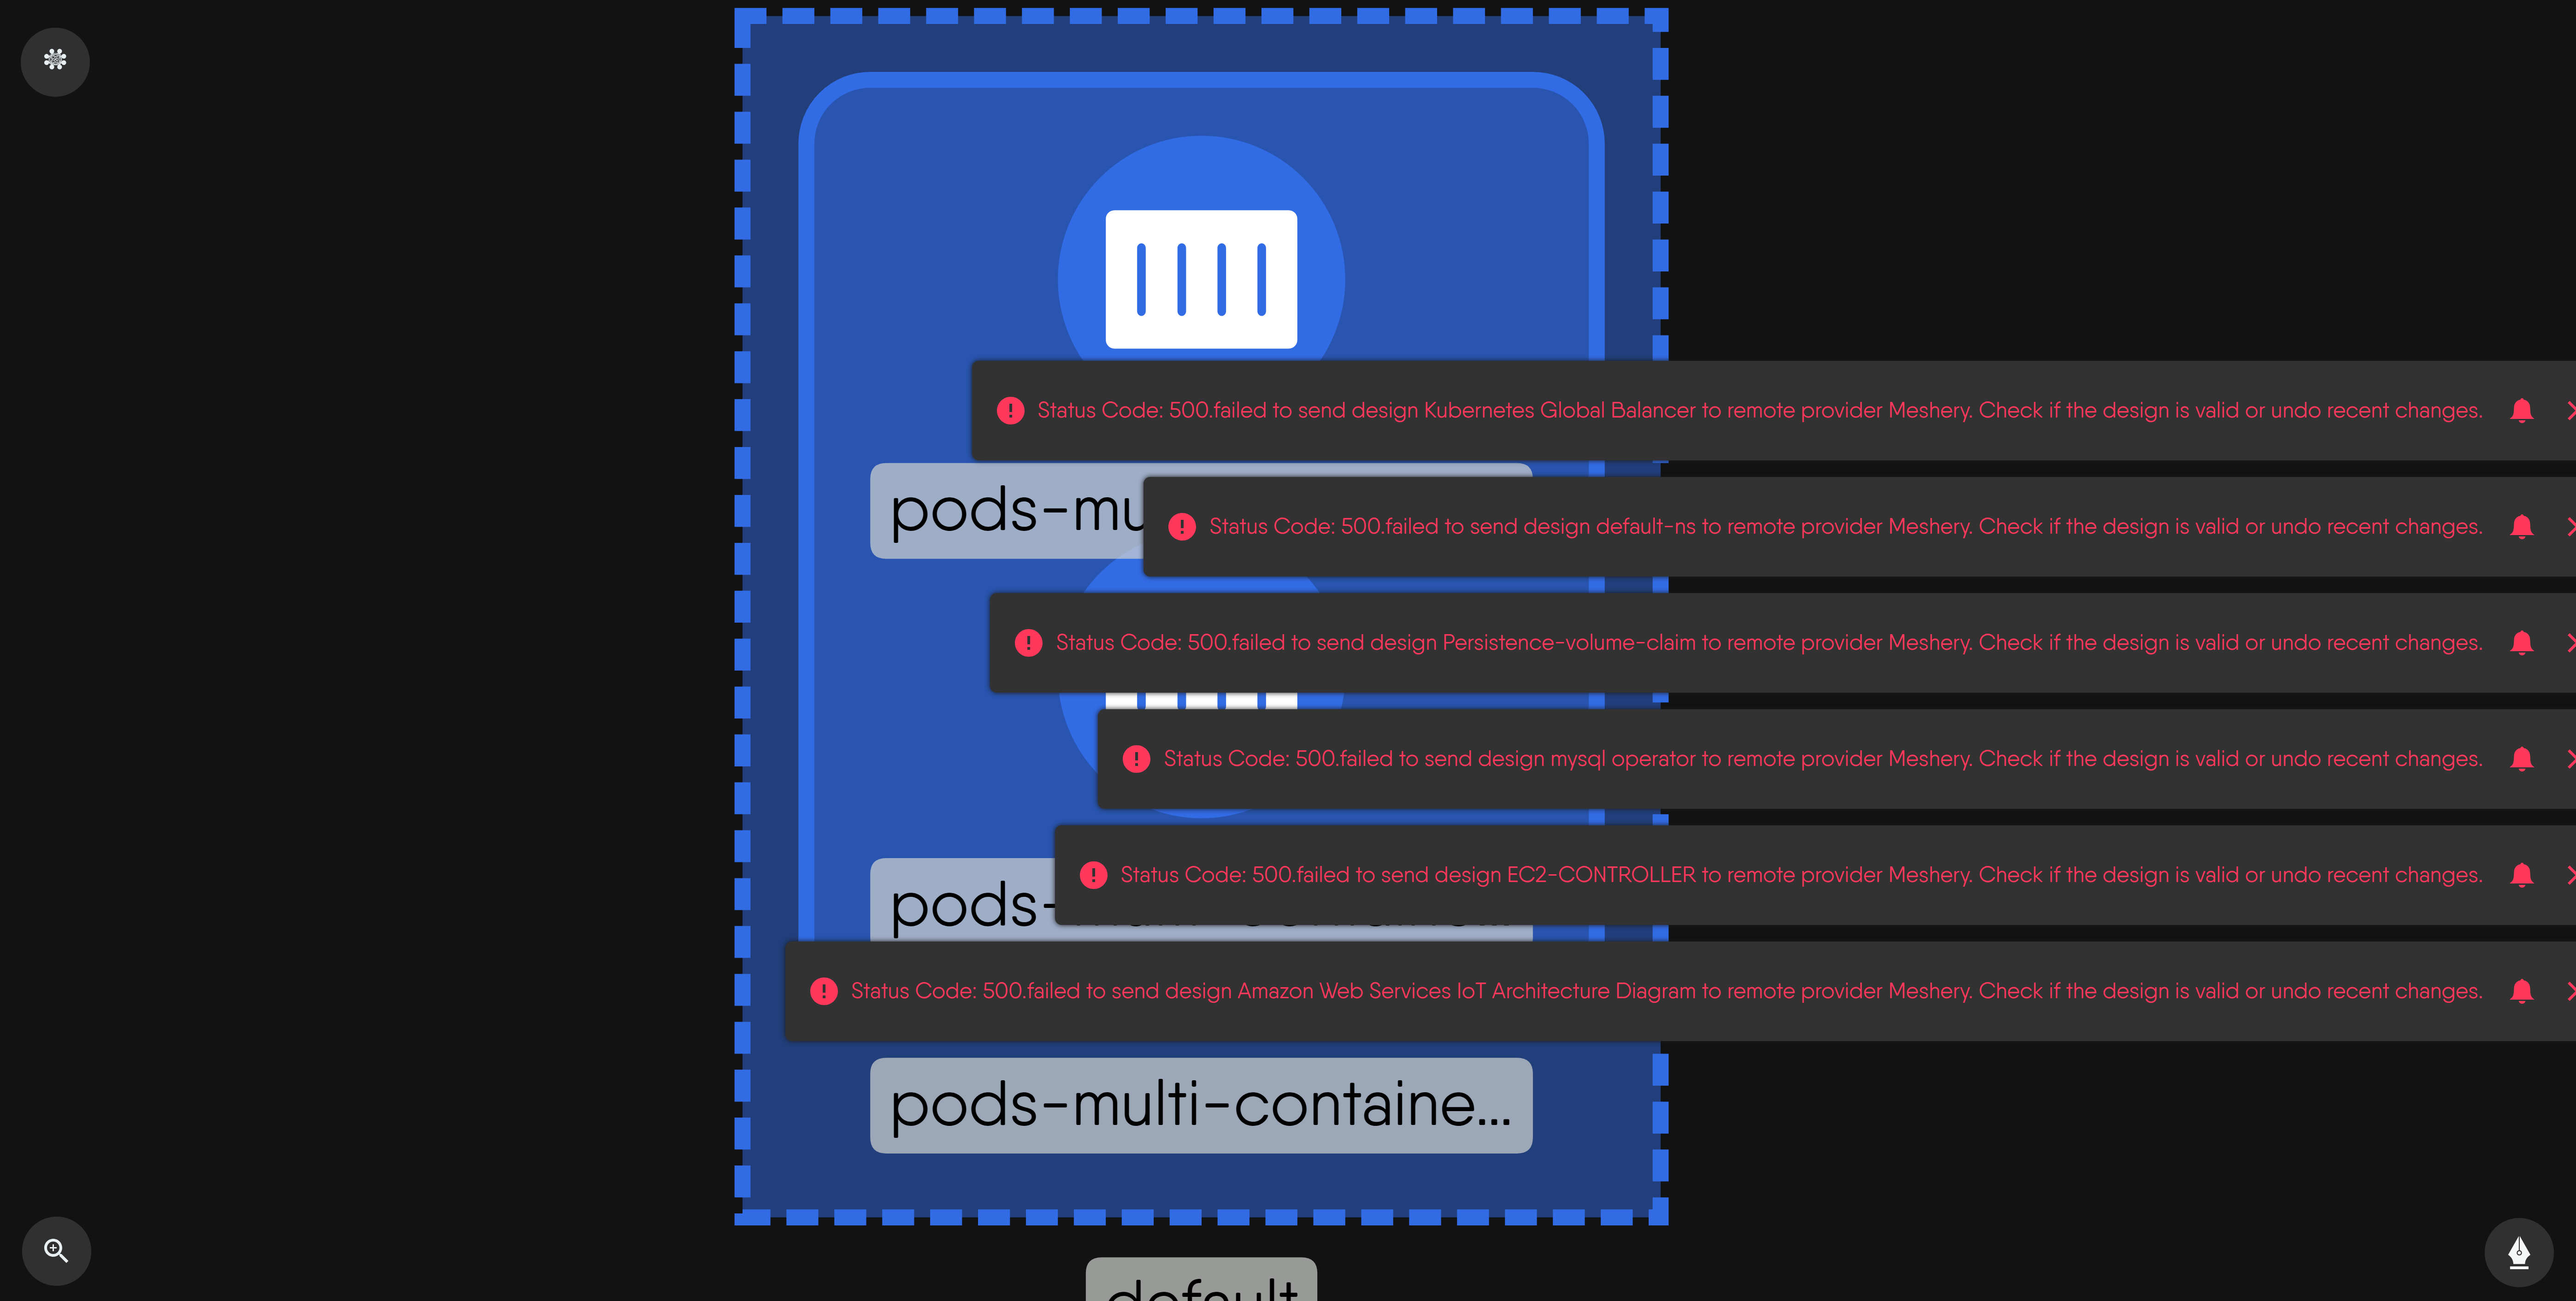 Status Code: 500.failed to send design Kubernetes Global Balancer to remote provider Meshery. Check if the design is valid or undo recent changes.
pods-mu
Status Code: 500.failed to send design default-ns to remote provider Meshery. Check if the design is valid or undo recent changes.
Status Code: 500.failed to send design Persistence-volume-claim to remote provider Meshery. Check if the design is valid or undo recent changes.
Status Code: 500.failed to send design mysql operator to remote provider Meshery. Check if the design is valid or undo recent changes.
Status Code: 500.failed to send design EC2-CONTROLLER to remote provider Meshery. Check if the design is valid or undo recent changes.
pods-
Status Code: 500.failed to send design Amazon Web Services IoT Architecture Diagram to remote provider Meshery. Check if the design is valid or undo recent changes.
pods-multi-containe...
default